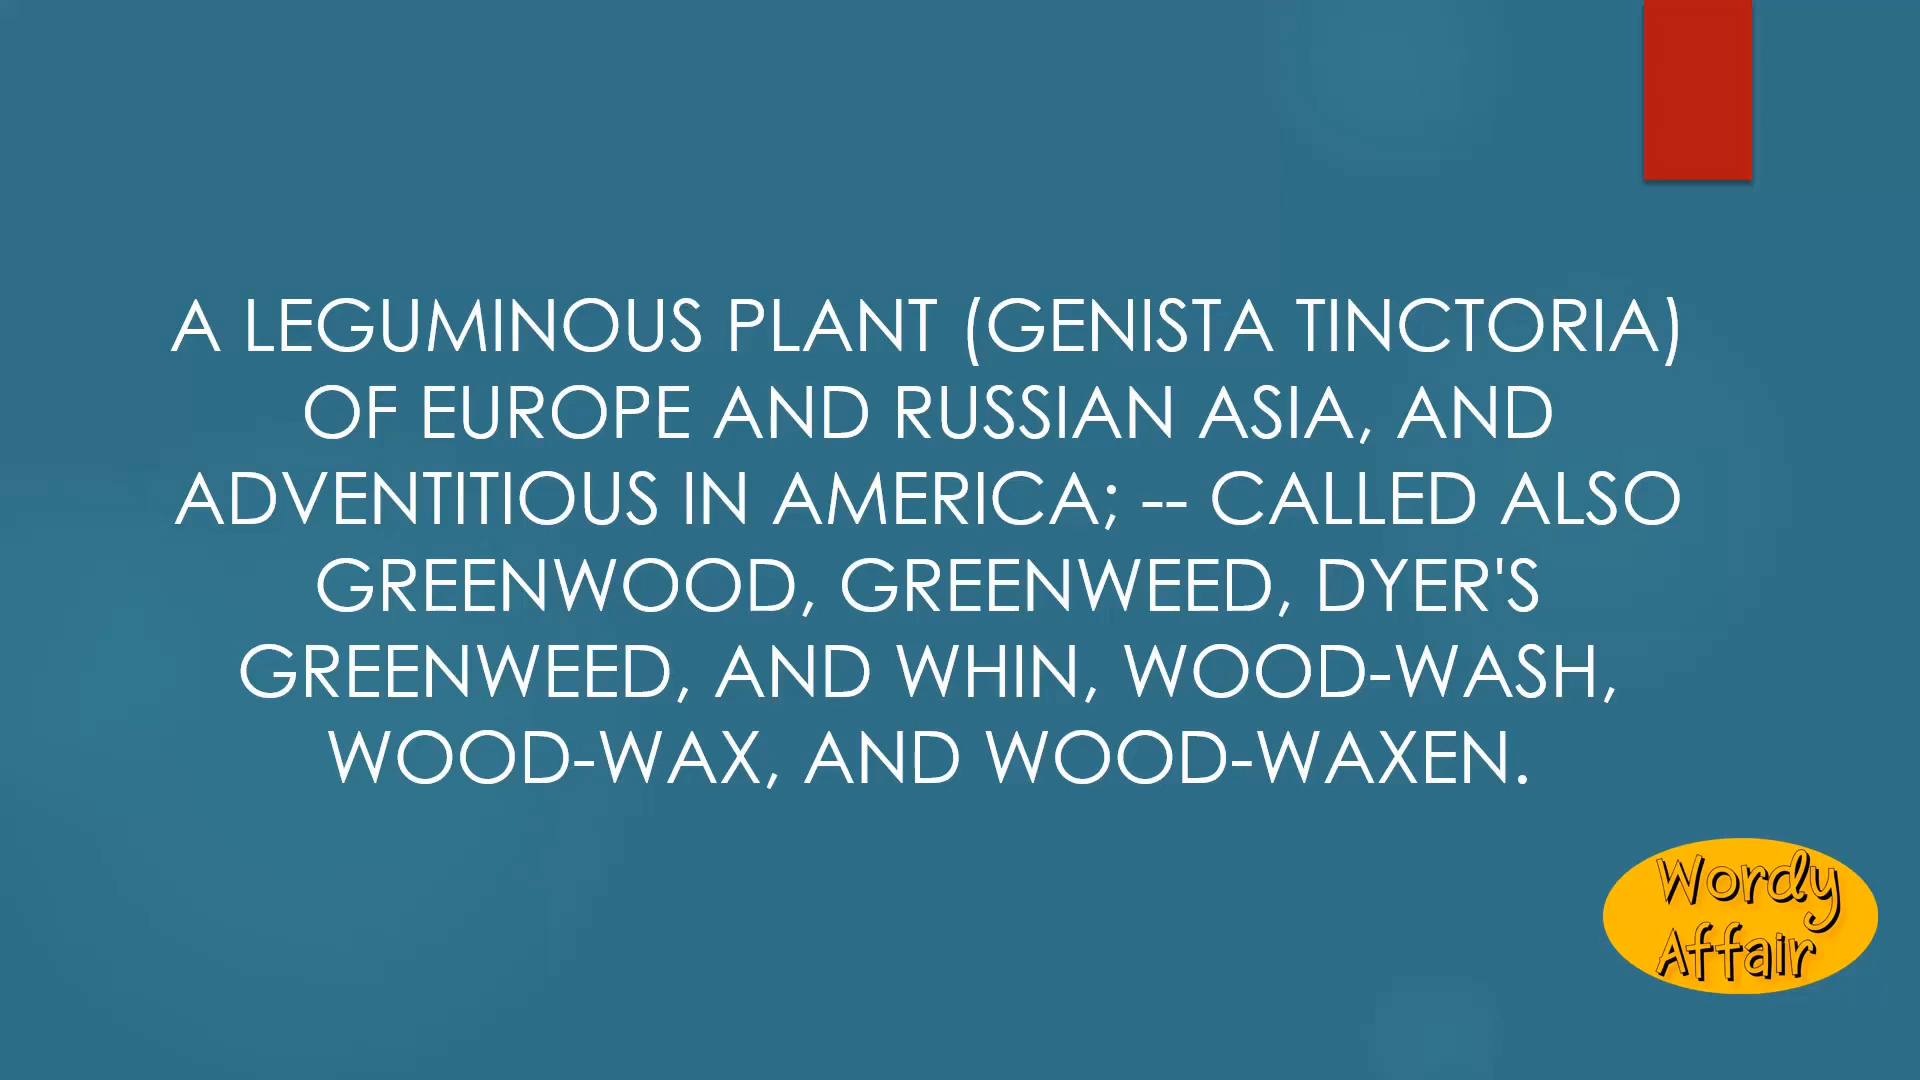 A LEGUMINOUS PLANT (GENISTA TINCTORIA)
OF EUROPE AND RUSSIAN ASIA, AND
ADVENTITIOUS IN AMERICA; -- CALLED ALSO
GREENWOOD, GREENWEED, DYER'S
GREENWEED, AND WHIN, WOOD-WASH,
WOOD-WAX, AND WOOD-WAXEN.
Wordy
Affair